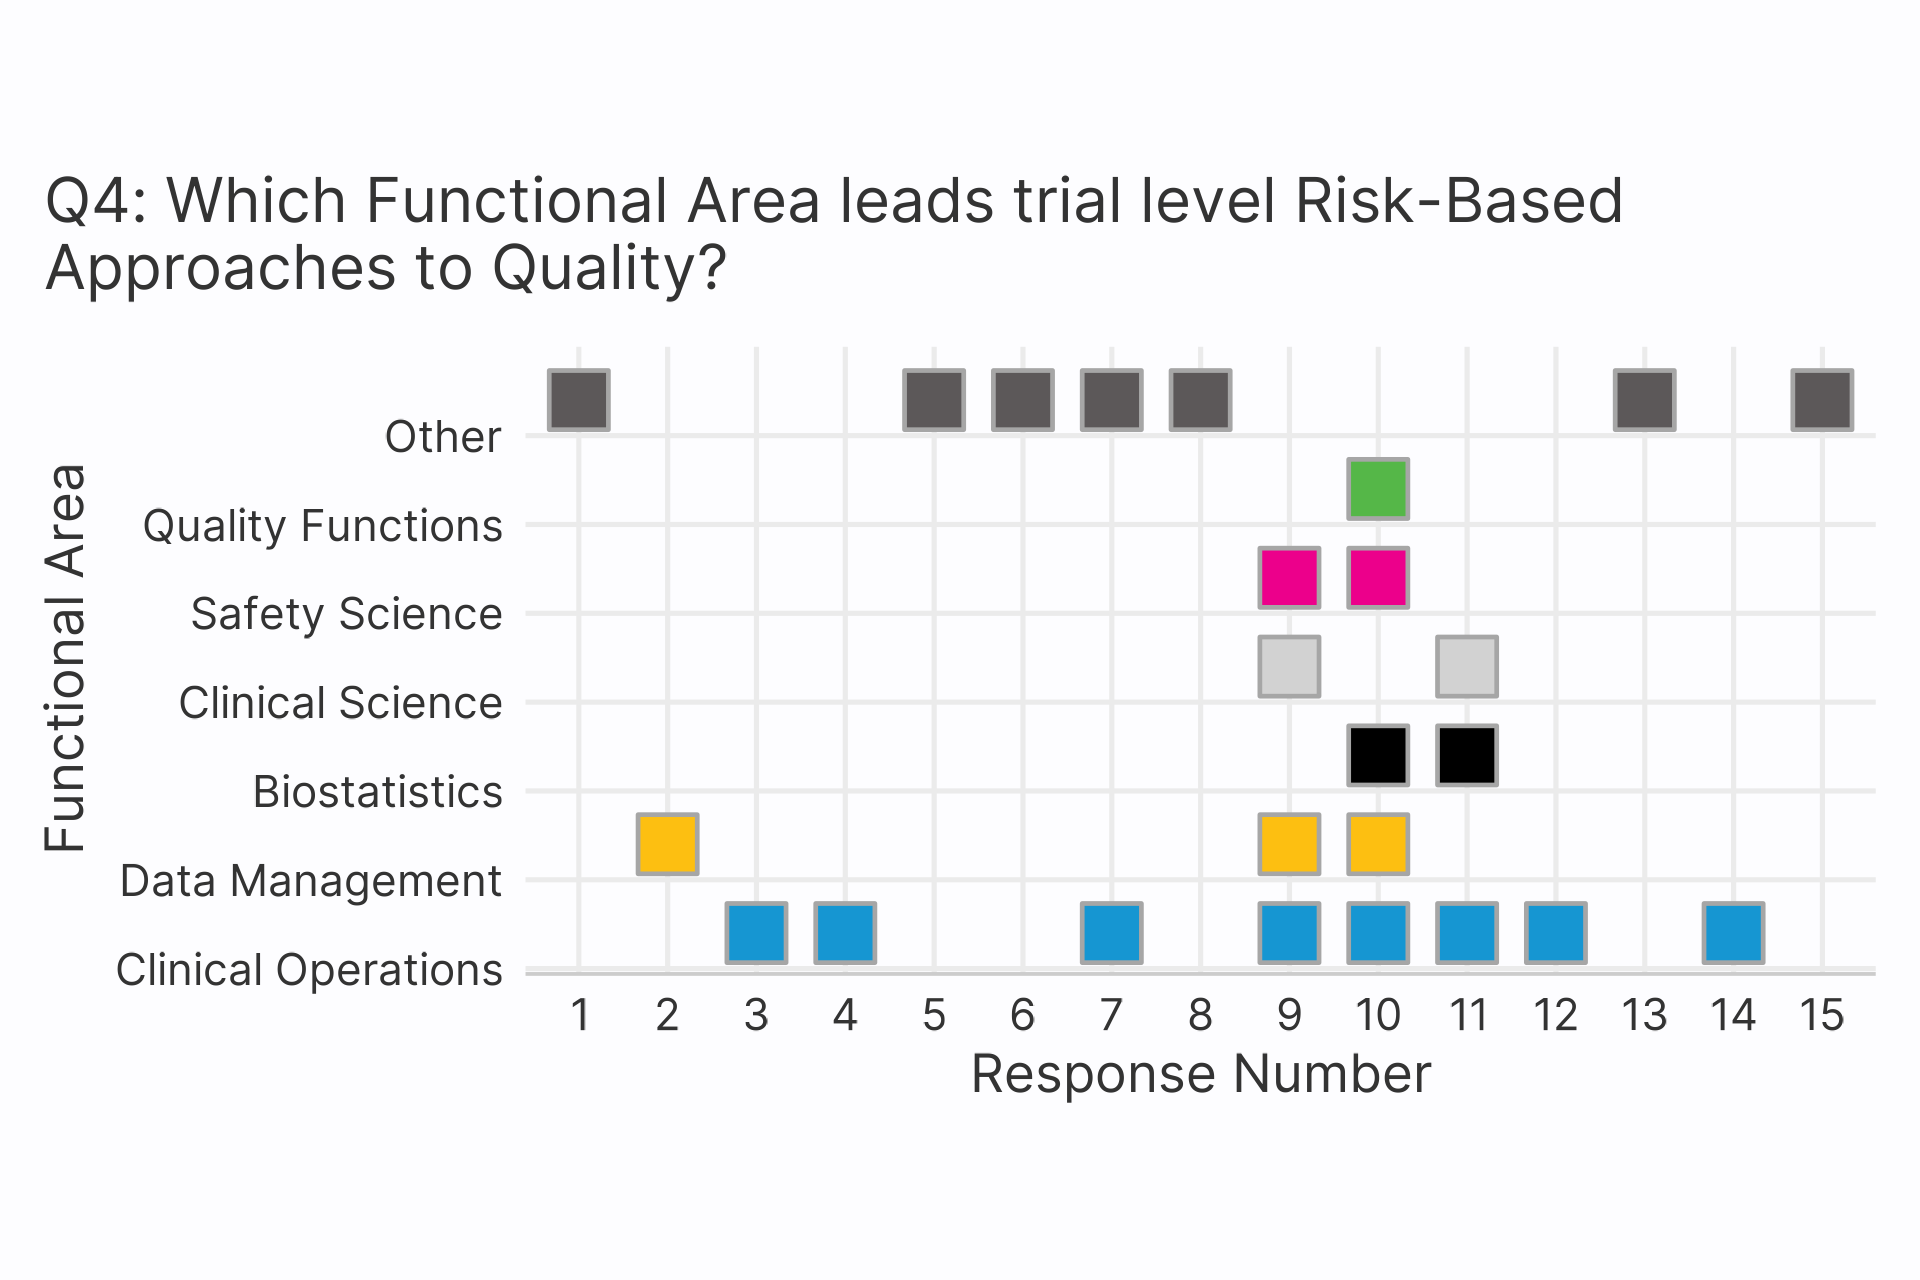 Q4: Which Functional Area leads trial level Risk-Based
Approaches to Quality?
Functional Area
Other
Quality Functions
Safety Science
Clinical Science
Biostatistics
Data Management
Clinical Operations
1 2 3 4 5 6 7 8 9 10 11 12 13 14 15
Response Number